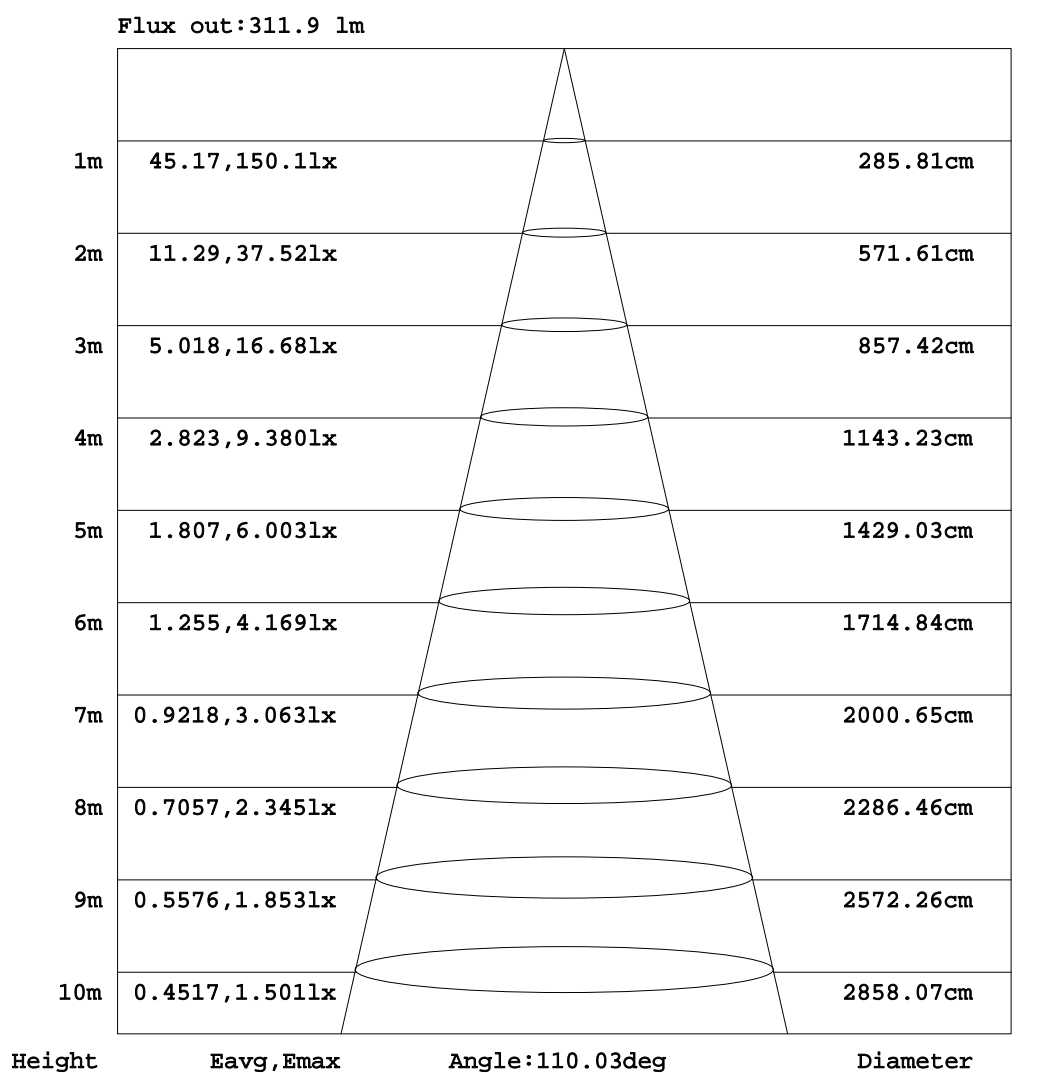 Flux out:311.9 lm
1m 45.17,150.1lx 285.81cm
2m 11.29,37.52lx 571.61cm
3m 5.018,16.68lx 857.42cm
4m 2.823,9.380lx 1143.23cm
5m 1.807,6.003lx 1429.03cm
6m 1.255,4.169lx 1714.84cm
7m 0.9218,3.063lx 2000.65cm
8m 0.7057,2.345lx 2286.46cm
9m 0.5576,1.853lx 2572.26cm
10m 0.4517,1.501lx 2858.07cm
Height Eavg,Emax Angle:110.03deg Diameter